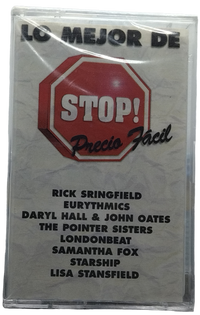 LO MEJOR DE
STOP!
Precio Fácil
RICK SRINGFIELD
EURYTHMICS
DARYL HALL & JOHN OATES
THE POINTER SISTERS
LONDONBEAT
SAMANTHA FOX
STARSHIP
LISA STANSFIELD